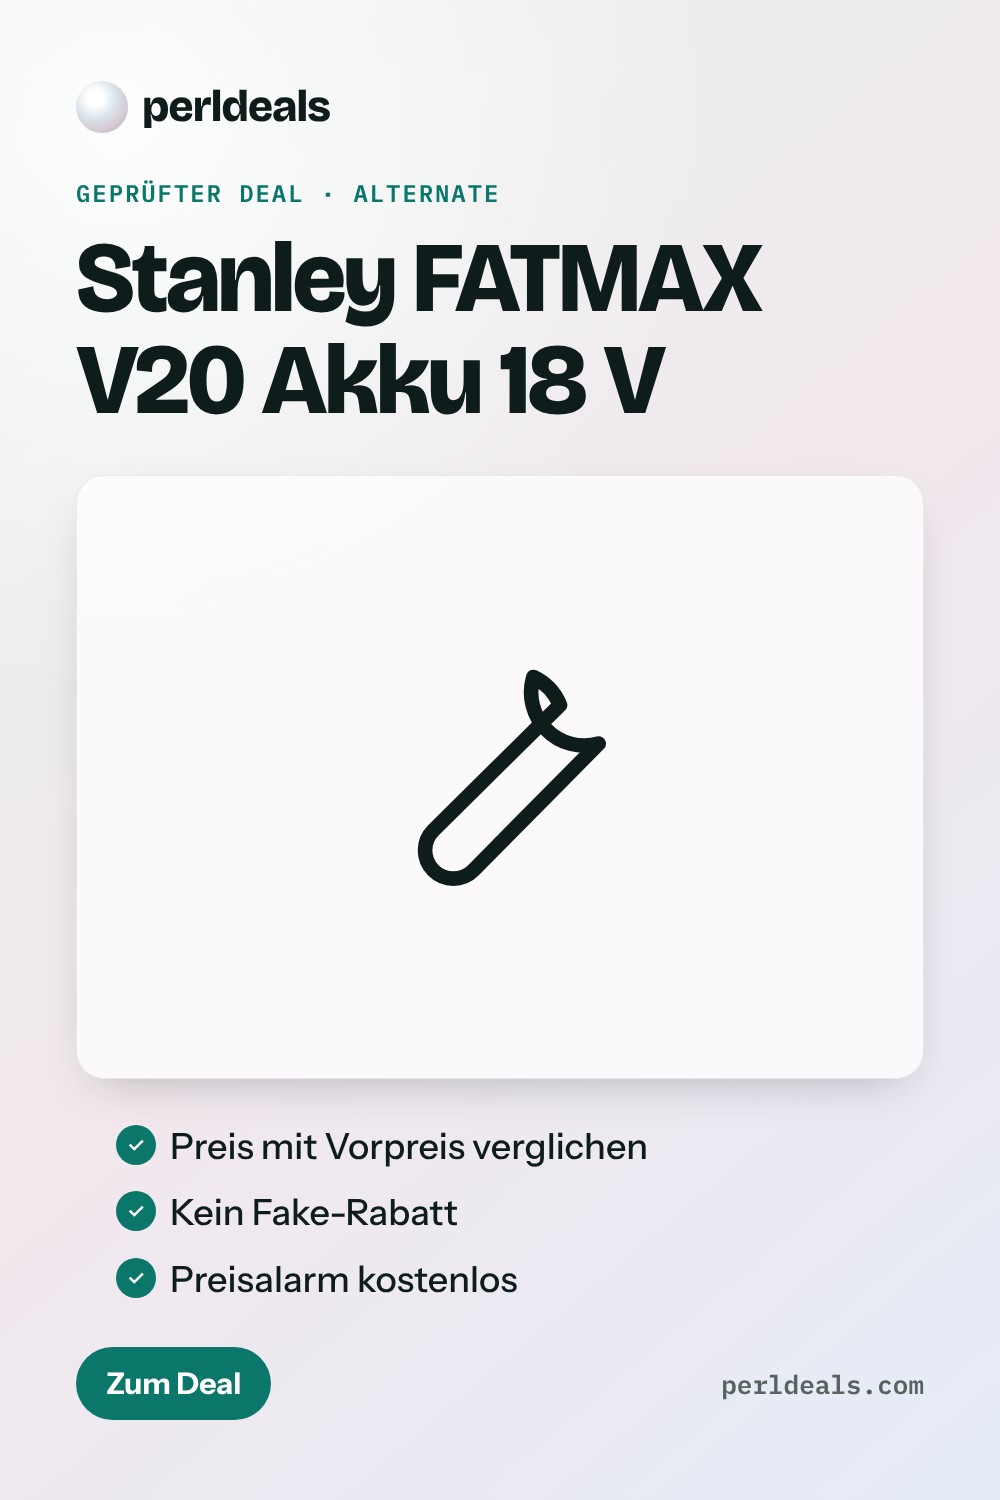 perldeals
GEPRÜFTER DEAL · ALTERNATE
Stanley FATMAX
V20 Akku 18 V
Preis mit Vorpreis verglichen
Kein Fake-Rabatt
Preisalarm kostenlos
Zum Deal
perldeals.com